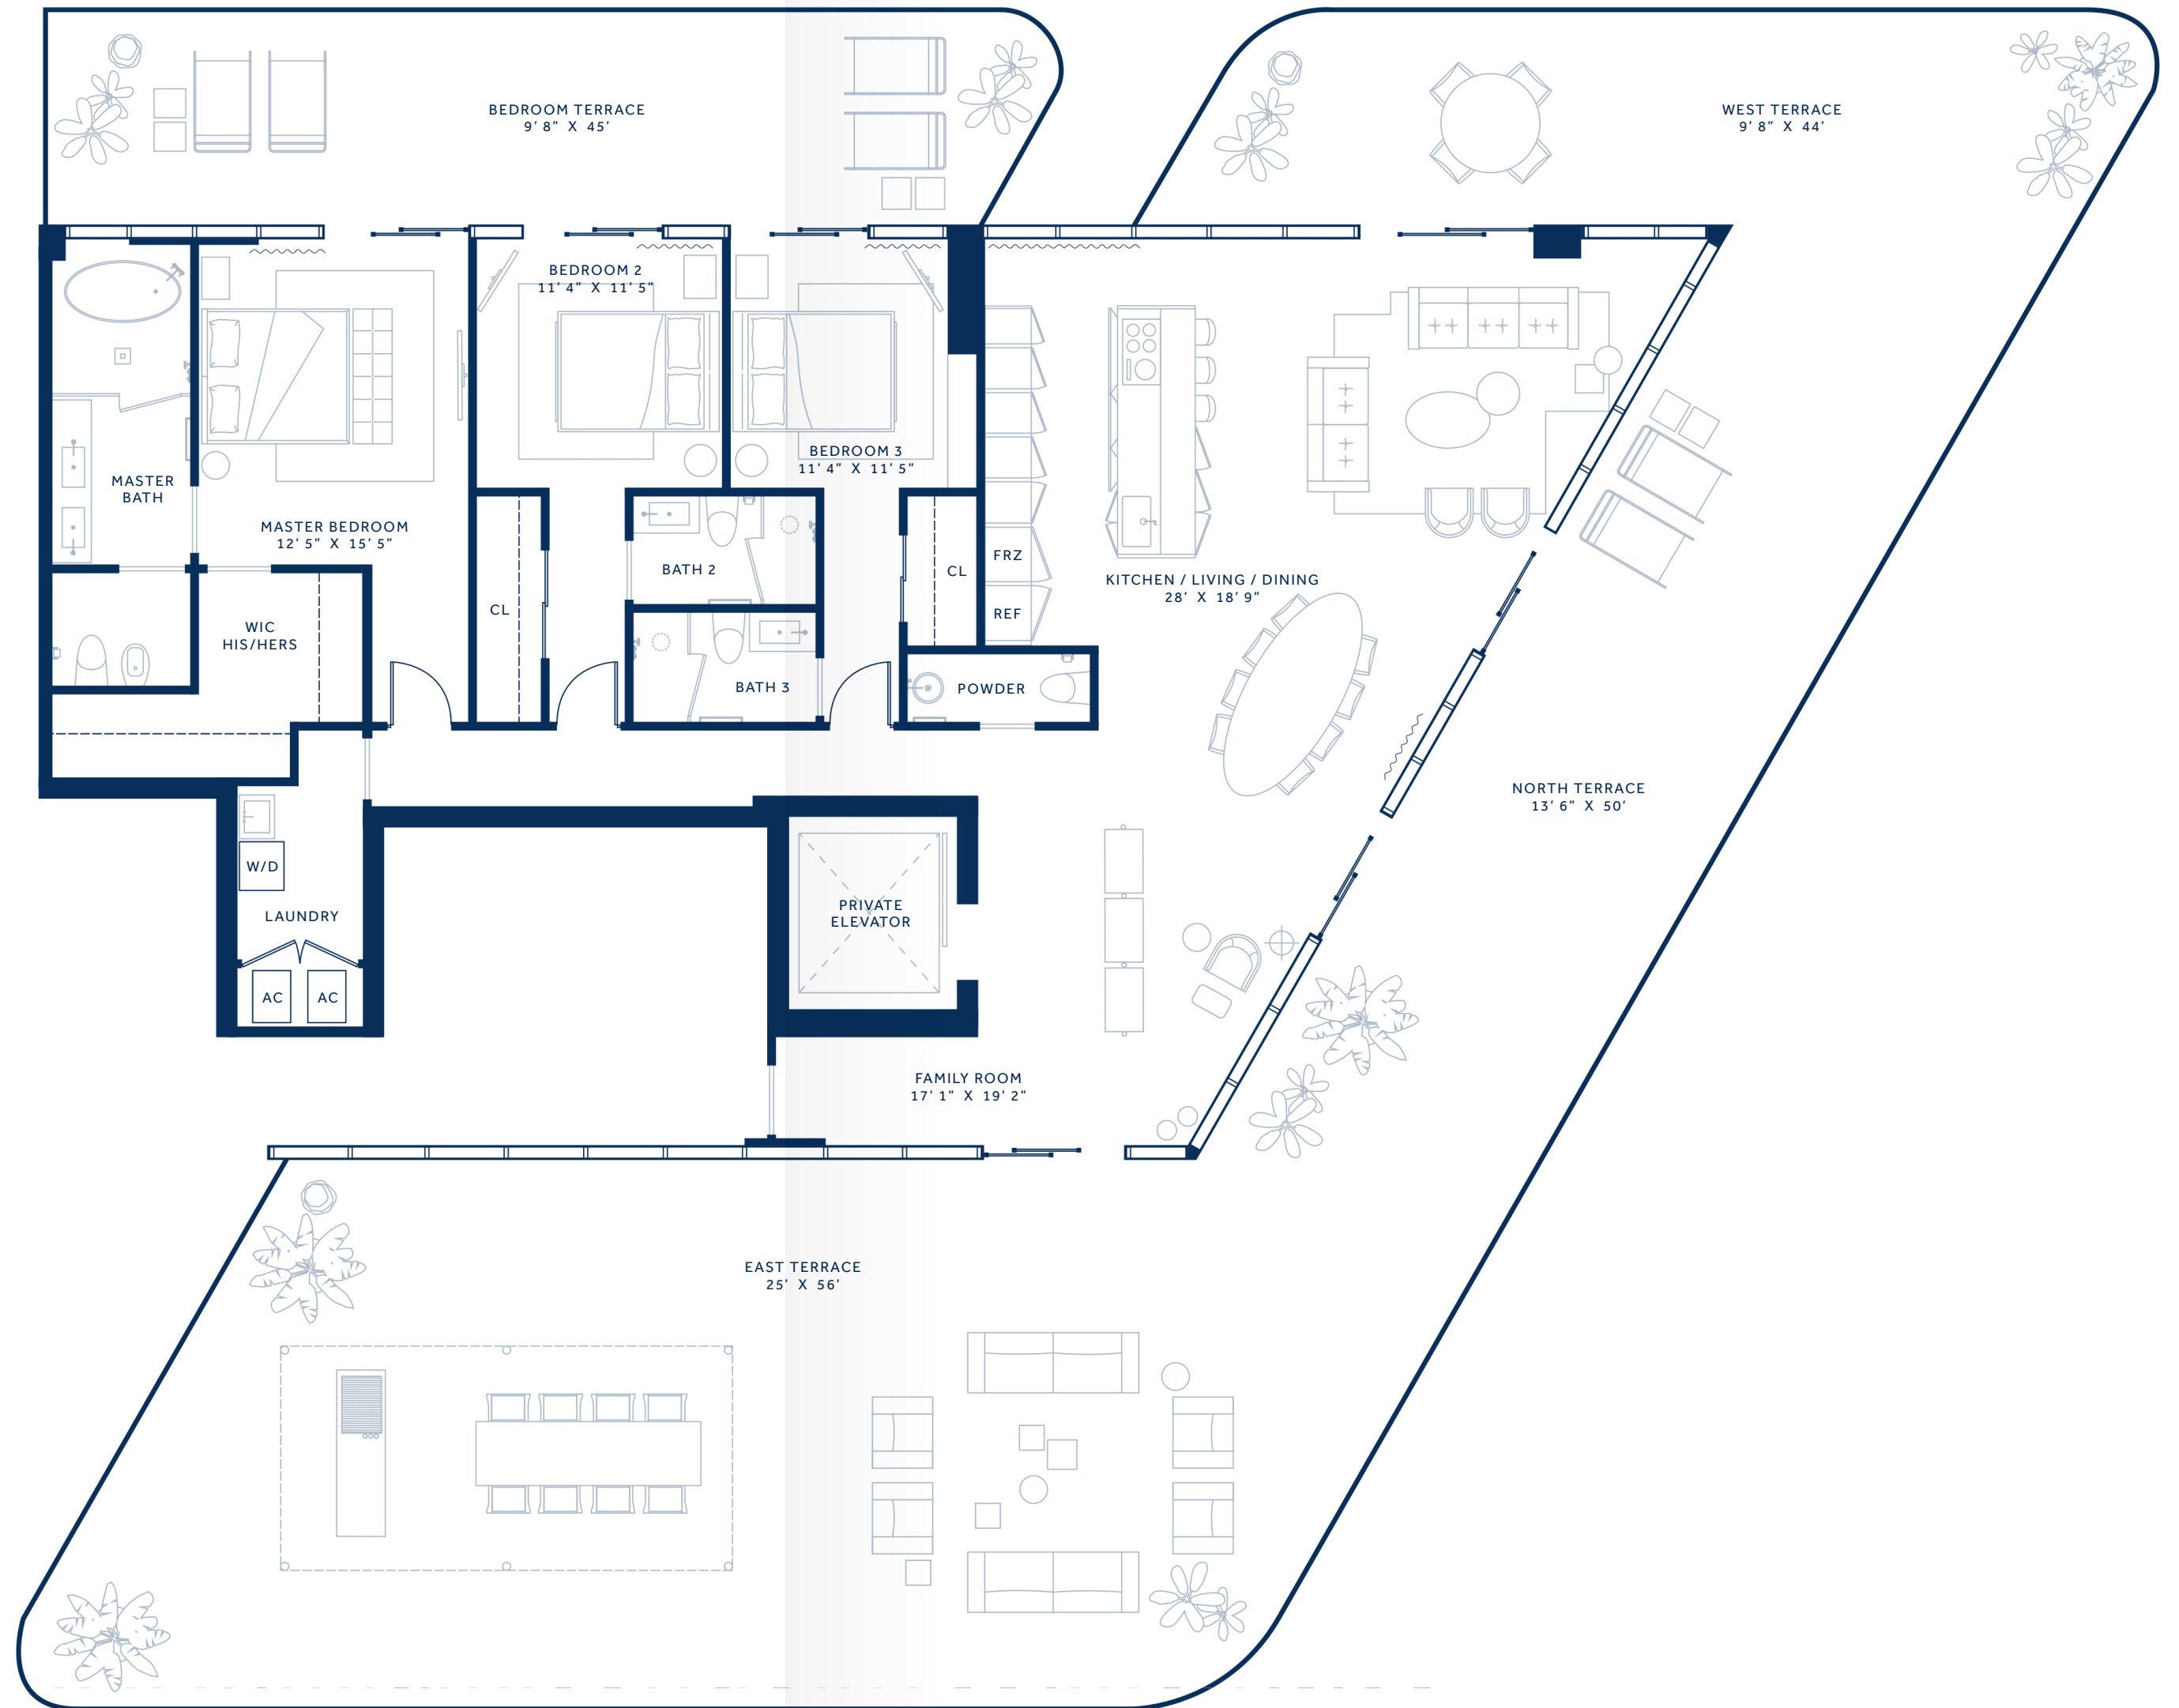 BEDROOM TERRACE
9' 8" X 45'
WEST TERRACE
9' 8" X 44'
BEDROOM 2
11' 4" X 11' 5"
BEDROOM 3
11' 4" X 11' 5"
MASTER
BATH
MASTER BEDROOM
12' 5" X 15' 5"
BATH 2
CL
CL
FRZ
REF
KITCHEN / LIVING / DINING
28' X 18' 9"
WIC
HIS/HERS
BATH 3
POWDER
NORTH TERRACE
13' 6" X 50'
W/D
LAUNDRY
AC
AC
PRIVATE
ELEVATOR
FAMILY ROOM
17' 1" X 19' 2"
EAST TERRACE
25' X 56'